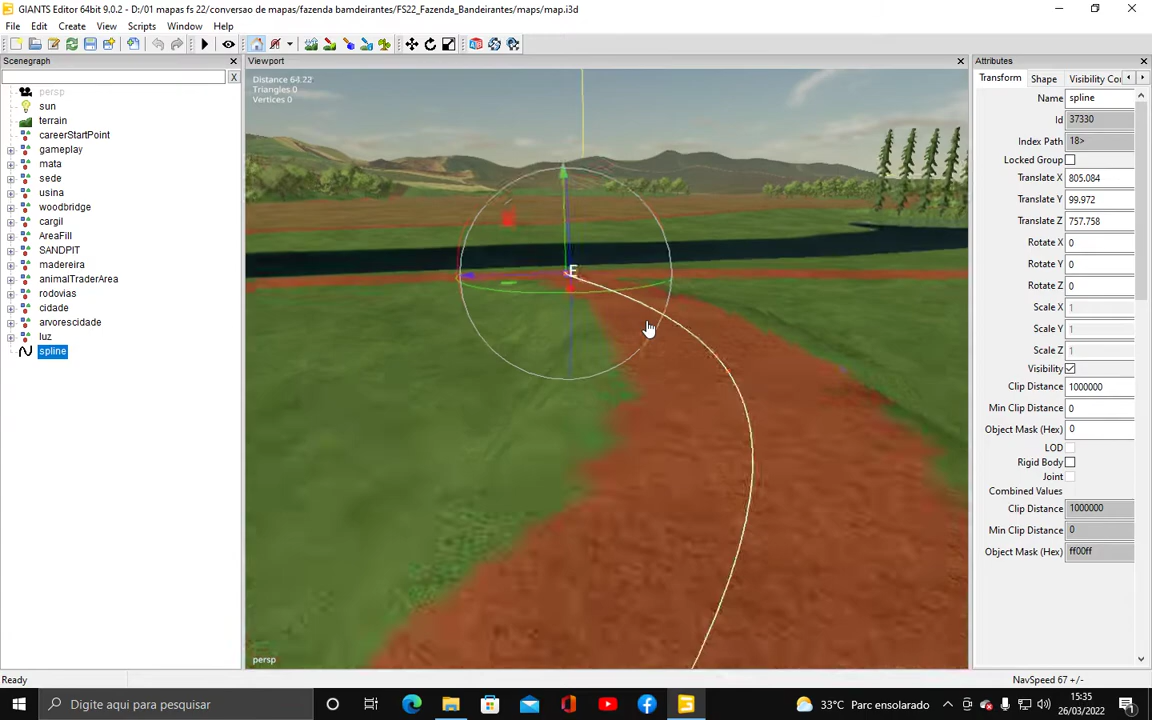 GIANTS Editor 64bit 9.0.2 - D:/01 mapas fs 22/conversao de mapas/fazenda bamdeirantes/FS22_Fazenda_Bandeirantes/maps/map.i3d
File Edit Create View Scripts Window Help
Scenegraph
X
persp
sun
terrain
careerStartPoint
gameplay
mata
sede
usina
woodbridge
cargil
AreaFill
SANDPIT
madereira
animalTraderArea
rodovias
cidade
arvorescidade
luz
spline
Viewport
Distance 64.22
Triangles 0
Vertices 0
E
persp
Attributes
Transform Shape Visibility Co
Name spline
Id 37330
Index Path 18>
Locked Group
Translate X 805.084
Translate Y 99.972
Translate Z 757.758
Rotate X 0
Rotate Y 0
Rotate Z 0
Scale X 1
Scale Y 1
Scale Z 1
Visibility
Clip Distance 1000000
Min Clip Distance 0
Object Mask (Hex) 0
LOD
Rigid Body
Joint
Combined Values
Clip Distance 1000000
Min Clip Distance 0
Object Mask (Hex) ff00ff
Ready
NavSpeed 67 +/-
Digite aqui para pesquisar
33°C Parc ensolarado
15:35
26/03/2022
1